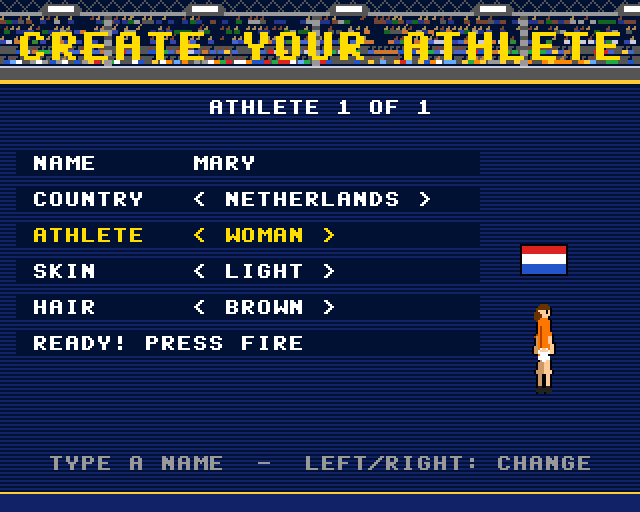 CREATE YOUR ATHLETE
ATHLETE 1 OF 1
NAME MARY
COUNTRY < NETHERLANDS >
ATHLETE < WOMAN >
SKIN < LIGHT >
HAIR < BROWN >
READY! PRESS FIRE
TYPE A NAME - LEFT/RIGHT: CHANGE